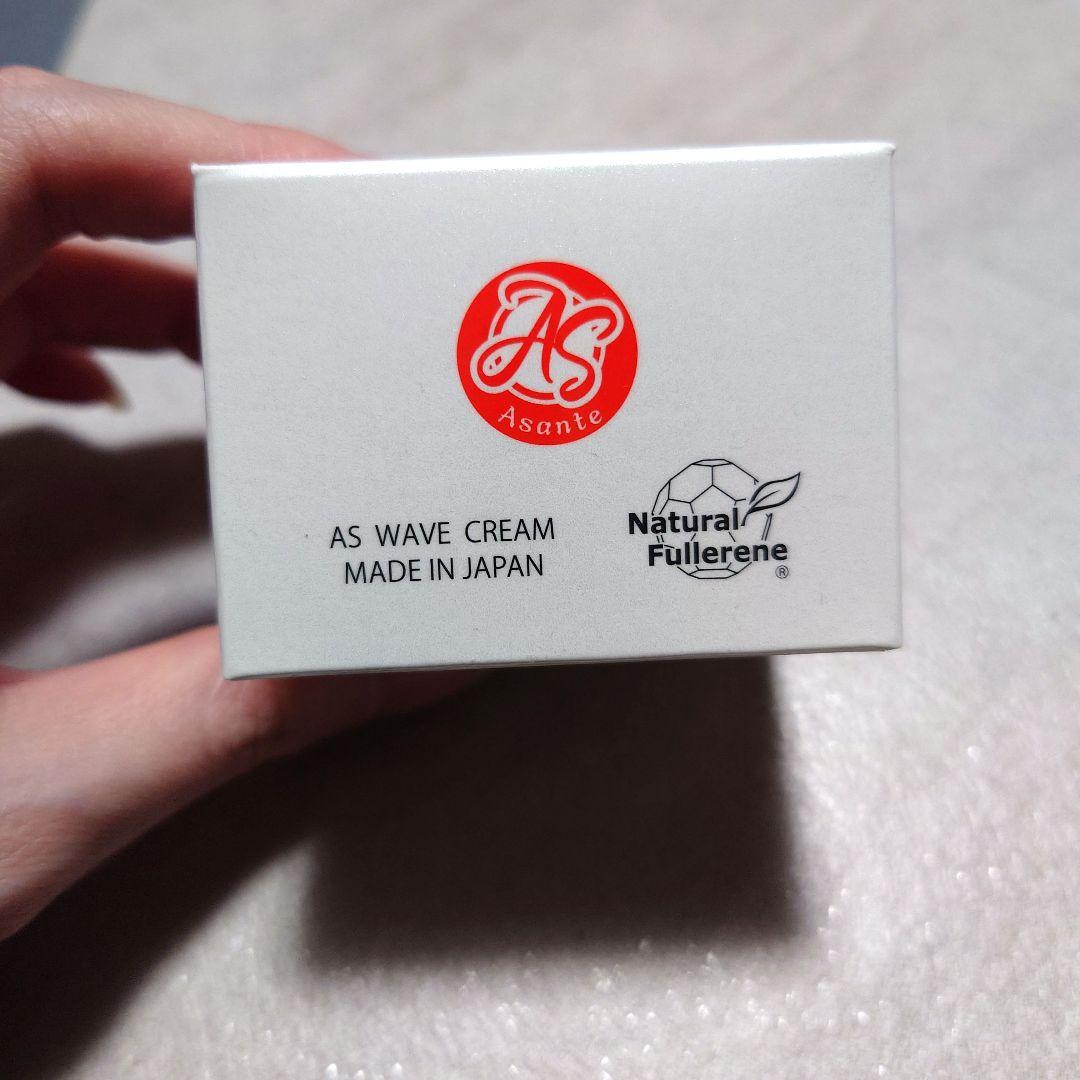 AS
Asante
AS WAVE CREAM
MADE IN JAPAN
Natural
Fullerene
®